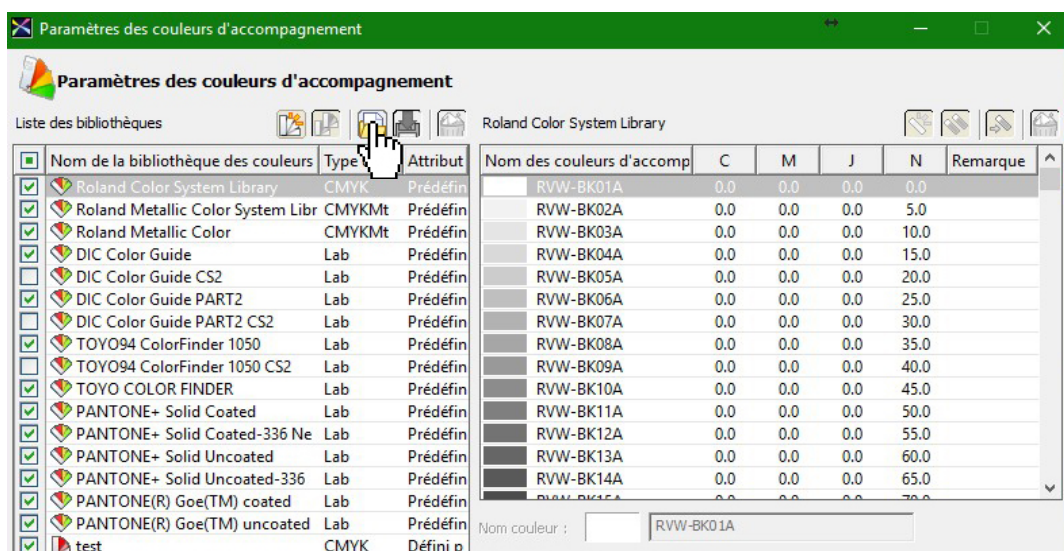 Paramètres des couleurs d'accompagnement
Paramètres des couleurs d'accompagnement
Liste des bibliothèques
Nom de la bibliothèque des couleurs Type Attribut
Roland Color System Library CMYK Prédéfin
Roland Metallic Color System Libr CMYKMt Prédéfin
Roland Metallic Color CMYKMt Prédéfin
DIC Color Guide Lab Prédéfin
DIC Color Guide CS2 Lab Prédéfin
DIC Color Guide PART2 Lab Prédéfin
DIC Color Guide PART2 CS2 Lab Prédéfin
TOYO94 ColorFinder 1050 Lab Prédéfin
TOYO94 ColorFinder 1050 CS2 Lab Prédéfin
TOYO COLOR FINDER Lab Prédéfin
PANTONE+ Solid Coated Lab Prédéfin
PANTONE+ Solid Coated-336 Ne Lab Prédéfin
PANTONE+ Solid Uncoated Lab Prédéfin
PANTONE+ Solid Uncoated-336 Lab Prédéfin
PANTONE(R) Goe(TM) coated Lab Prédéfin
PANTONE(R) Goe(TM) uncoated Lab Prédéfin
test CMYK Défini p
Roland Color System Library
Nom des couleurs d'accomp C M J N Remarque
RVW-BK01A 0.0 0.0 0.0 0.0
RVW-BK02A 0.0 0.0 0.0 5.0
RVW-BK03A 0.0 0.0 0.0 10.0
RVW-BK04A 0.0 0.0 0.0 15.0
RVW-BK05A 0.0 0.0 0.0 20.0
RVW-BK06A 0.0 0.0 0.0 25.0
RVW-BK07A 0.0 0.0 0.0 30.0
RVW-BK08A 0.0 0.0 0.0 35.0
RVW-BK09A 0.0 0.0 0.0 40.0
RVW-BK10A 0.0 0.0 0.0 45.0
RVW-BK11A 0.0 0.0 0.0 50.0
RVW-BK12A 0.0 0.0 0.0 55.0
RVW-BK13A 0.0 0.0 0.0 60.0
RVW-BK14A 0.0 0.0 0.0 65.0
RVW-BK15A 0.0 0.0 0.0 70.0
Nom couleur : RVW-BK01A